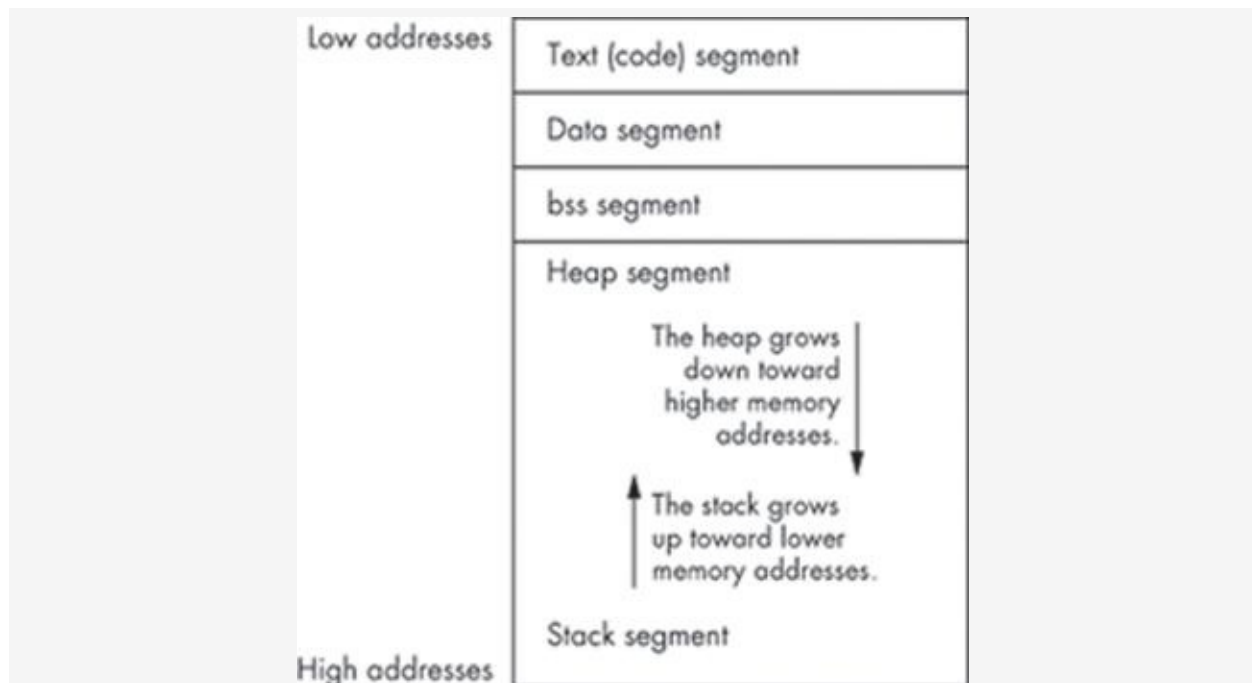 Low addresses
Text (code) segment
Data segment
bss segment
Heap segment
The heap grows
down toward
higher memory
addresses.
The stack grows
up toward lower
memory addresses.
Stack segment
High addresses